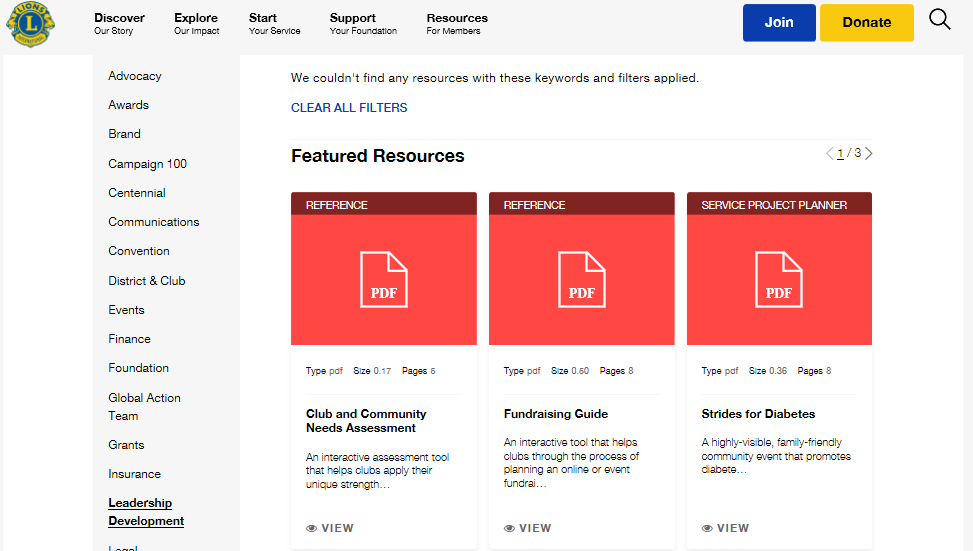 LIONS
L
INTERNATIONAL
Discover
Our Story
Explore
Our Impact
Start
Your Service
Support
Your Foundation
Resources
For Members
Join
Donate
Advocacy
Awards
Brand
Campaign 100
Centennial
Communications
Convention
District & Club
Events
Finance
Foundation
Global Action
Team
Grants
Insurance
Leadership
Development
Legal
We couldn't find any resources with these keywords and filters applied.
CLEAR ALL FILTERS
Featured Resources
1 / 3
REFERENCE
PDF
Type pdf Size 0.17 Pages 6
Club and Community
Needs Assessment
An interactive assessment tool
that helps clubs apply their
unique strength…
VIEW
REFERENCE
PDF
Type pdf Size 0.60 Pages 8
Fundraising Guide
An interactive tool that helps
clubs through the process of
planning an online or event
fundrai…
VIEW
SERVICE PROJECT PLANNER
PDF
Type pdf Size 0.36 Pages 8
Strides for Diabetes
A highly-visible, family-friendly
community event that promotes
diabete…
VIEW